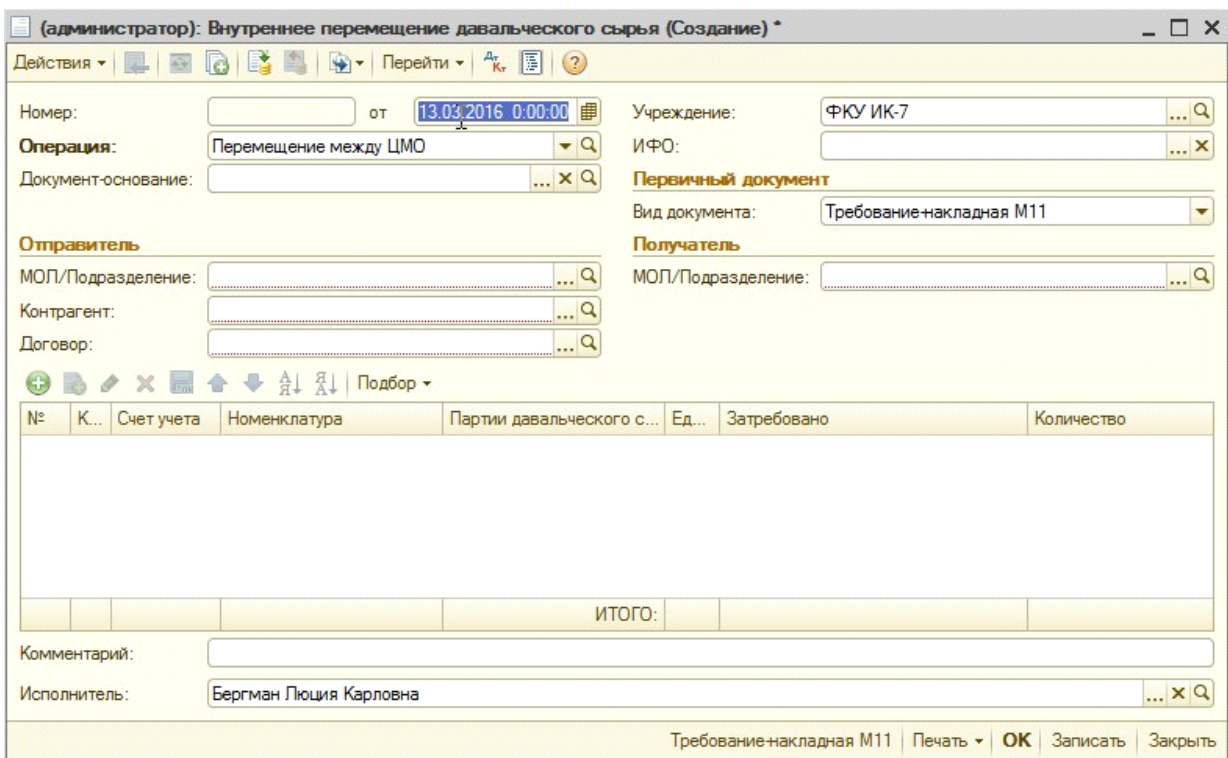 (администратор): Внутреннее перемещение давальческого сырья (Создание) *
Действия Перейти Дт Кт ?
Номер: от 13.03.2016 0:00:00 Учреждение: ФКУ ИК-7 ...
Операция: Перемещение между ЦМО ИФО: ...
Документ-основание: ... Первичный документ
Вид документа: Требование-накладная М11
Отправитель Получатель
МОЛ/Подразделение: ... МОЛ/Подразделение: ...
Контрагент: ...
Договор: ...
А Я Я А Подбор
№ К... Счет учета Номенклатура Партии давальческого с... Ед... Затребовано Количество
ИТОГО:
Комментарий:
Исполнитель: Бергман Люция Карловна ...
Требование-накладная М11 Печать ОК Записать Закрыть